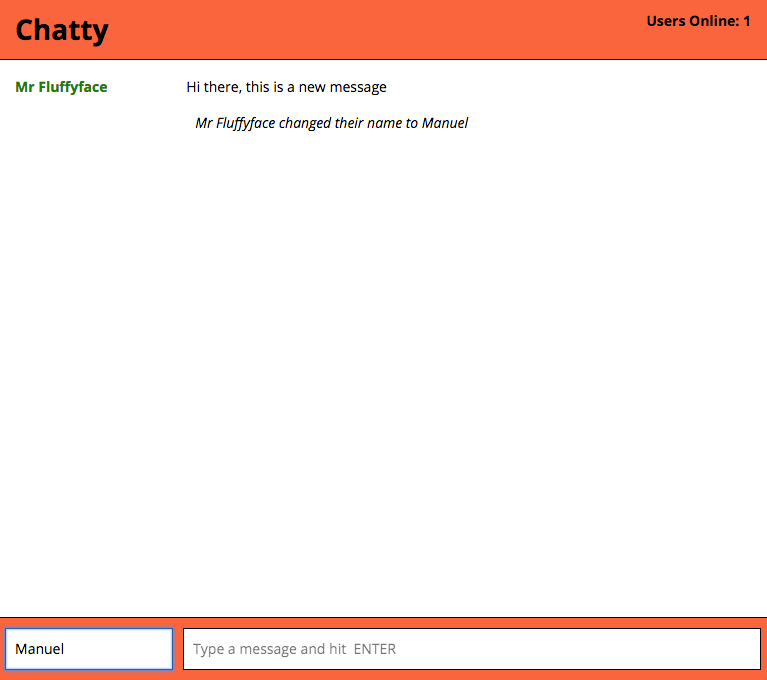 Chatty
Users Online: 1
Mr Fluffyface Hi there, this is a new message
Mr Fluffyface changed their name to Manuel
Manuel
Type a message and hit  ENTER